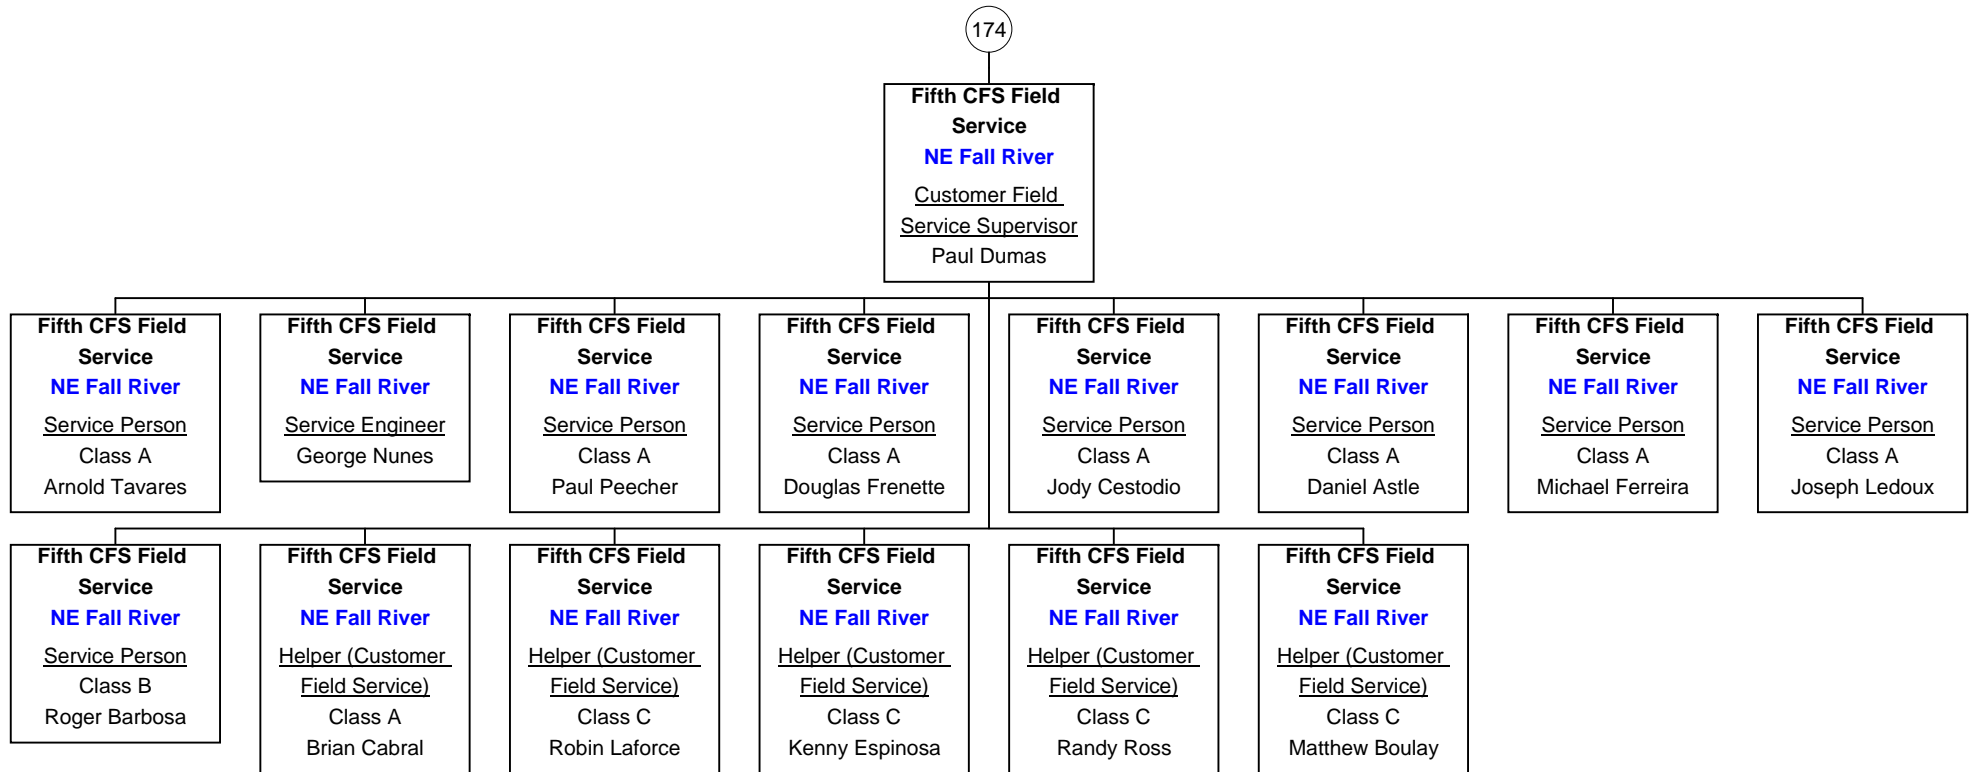 174
Fifth CFS Field
Service
NE Fall River
Customer Field
Service Supervisor
Paul Dumas
Fifth CFS Field
Service
NE Fall River
Service Person
Class A
Arnold Tavares
Fifth CFS Field
Service
NE Fall River
Service Engineer
George Nunes
Fifth CFS Field
Service
NE Fall River
Service Person
Class A
Paul Peecher
Fifth CFS Field
Service
NE Fall River
Service Person
Class A
Douglas Frenette
Fifth CFS Field
Service
NE Fall River
Service Person
Class A
Jody Cestodio
Fifth CFS Field
Service
NE Fall River
Service Person
Class A
Daniel Astle
Fifth CFS Field
Service
NE Fall River
Service Person
Class A
Michael Ferreira
Fifth CFS Field
Service
NE Fall River
Service Person
Class A
Joseph Ledoux
Fifth CFS Field
Service
NE Fall River
Service Person
Class B
Roger Barbosa
Fifth CFS Field
Service
NE Fall River
Helper (Customer
Field Service)
Class A
Brian Cabral
Fifth CFS Field
Service
NE Fall River
Helper (Customer
Field Service)
Class C
Robin Laforce
Fifth CFS Field
Service
NE Fall River
Helper (Customer
Field Service)
Class C
Kenny Espinosa
Fifth CFS Field
Service
NE Fall River
Helper (Customer
Field Service)
Class C
Randy Ross
Fifth CFS Field
Service
NE Fall River
Helper (Customer
Field Service)
Class C
Matthew Boulay